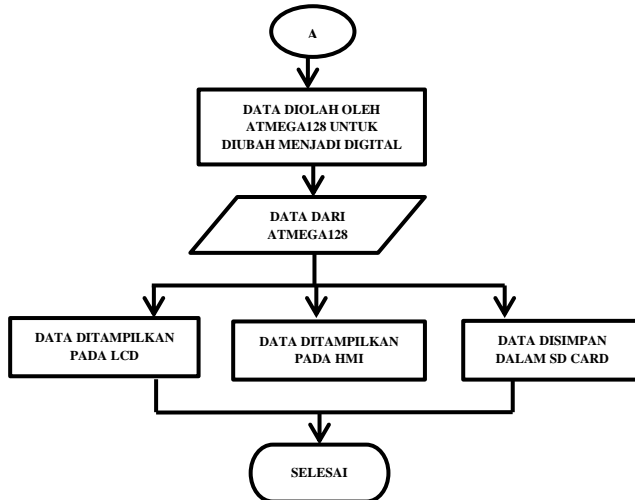 A
DATA DIOLAH OLEH
ATMEGA128 UNTUK
DIUBAH MENJADI DIGITAL
DATA DARI
ATMEGA128
DATA DITAMPILKAN
PADA LCD
DATA DITAMPILKAN
PADA HMI
DATA DISIMPAN
DALAM SD CARD
SELESAI